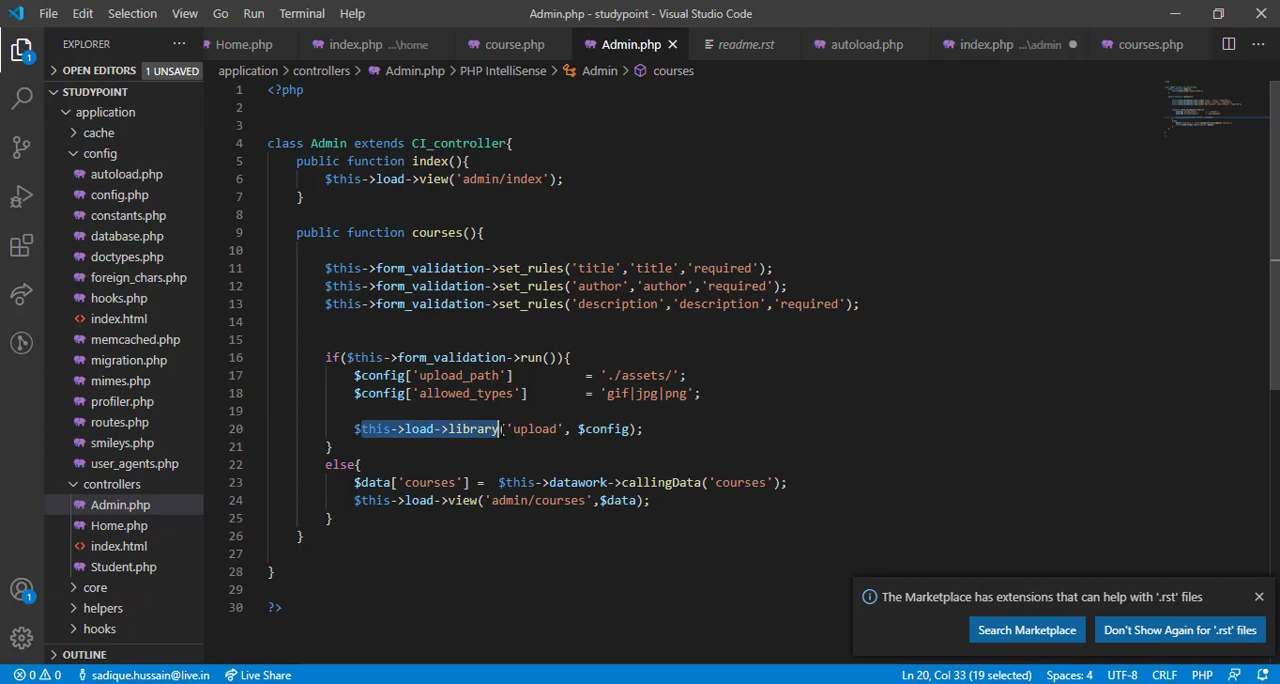 File Edit Selection View Go Run Terminal Help
Admin.php - studypoint - Visual Studio Code
EXPLORER
Home.php index.php ...\home course.php Admin.php readme.rst autoload.php index.php ...\admin courses.php
OPEN EDITORS 1 UNSAVED
application > controllers > Admin.php > PHP IntelliSense > Admin > courses
STUDYPOINT
application
cache
config
autoload.php
config.php
constants.php
database.php
doctypes.php
foreign_chars.php
hooks.php
index.html
memcached.php
migration.php
mimes.php
profiler.php
routes.php
smileys.php
user_agents.php
controllers
Admin.php
Home.php
index.html
Student.php
core
helpers
hooks
OUTLINE
1 <?php
2
3
4 class Admin extends CI_controller{
5 public function index(){
6 $this->load->view('admin/index');
7 }
8
9 public function courses(){
10
11 $this->form_validation->set_rules('title','title','required');
12 $this->form_validation->set_rules('author','author','required');
13 $this->form_validation->set_rules('description','description','required');
14
15
16 if($this->form_validation->run()){
17 $config['upload_path'] = './assets/';
18 $config['allowed_types'] = 'gif|jpg|png';
19
20 $this->load->library('upload', $config);
21 }
22 else{
23 $data['courses'] = $this->datawork->callingData('courses');
24 $this->load->view('admin/courses',$data);
25 }
26 }
27
28 }
29
30 ?>
The Marketplace has extensions that can help with '.rst' files
Search Marketplace Don't Show Again for '.rst' files
0 0 sadique.hussain@live.in Live Share Ln 20, Col 33 (19 selected) Spaces: 4 UTF-8 CRLF PHP